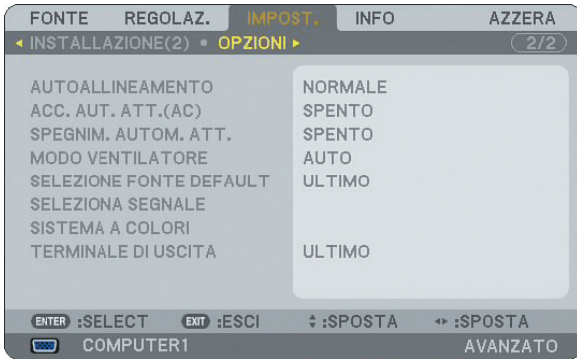 FONTE REGOLAZ. IMPOST. INFO AZZERA
INSTALLAZIONE(2) • OPZIONI 2/2
AUTOALLINEAMENTO NORMALE
ACC. AUT. ATT.(AC) SPENTO
SPEGNIM. AUTOM. ATT. SPENTO
MODO VENTILATORE AUTO
SELEZIONE FONTE DEFAULT ULTIMO
SELEZIONA SEGNALE
SISTEMA A COLORI
TERMINALE DI USCITA ULTIMO
ENTER :SELECT EXIT :ESCI :SPOSTA :SPOSTA
COMPUTER1 AVANZATO